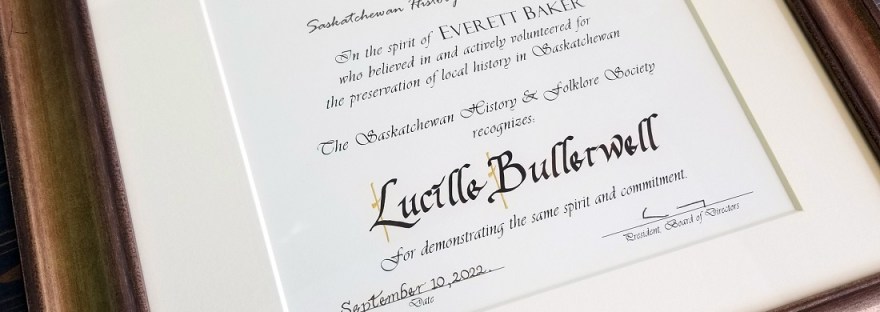 Saskatchewan History
In the spirit of EVERETT BAKER
who believed in and actively volunteered for
the preservation of local history in Saskatchewan
The Saskatchewan History & Folklore Society
recognizes:
Lucille Bullerwell
For demonstrating the same spirit and commitment.
President, Board of Directors
September 10, 2022.
Date